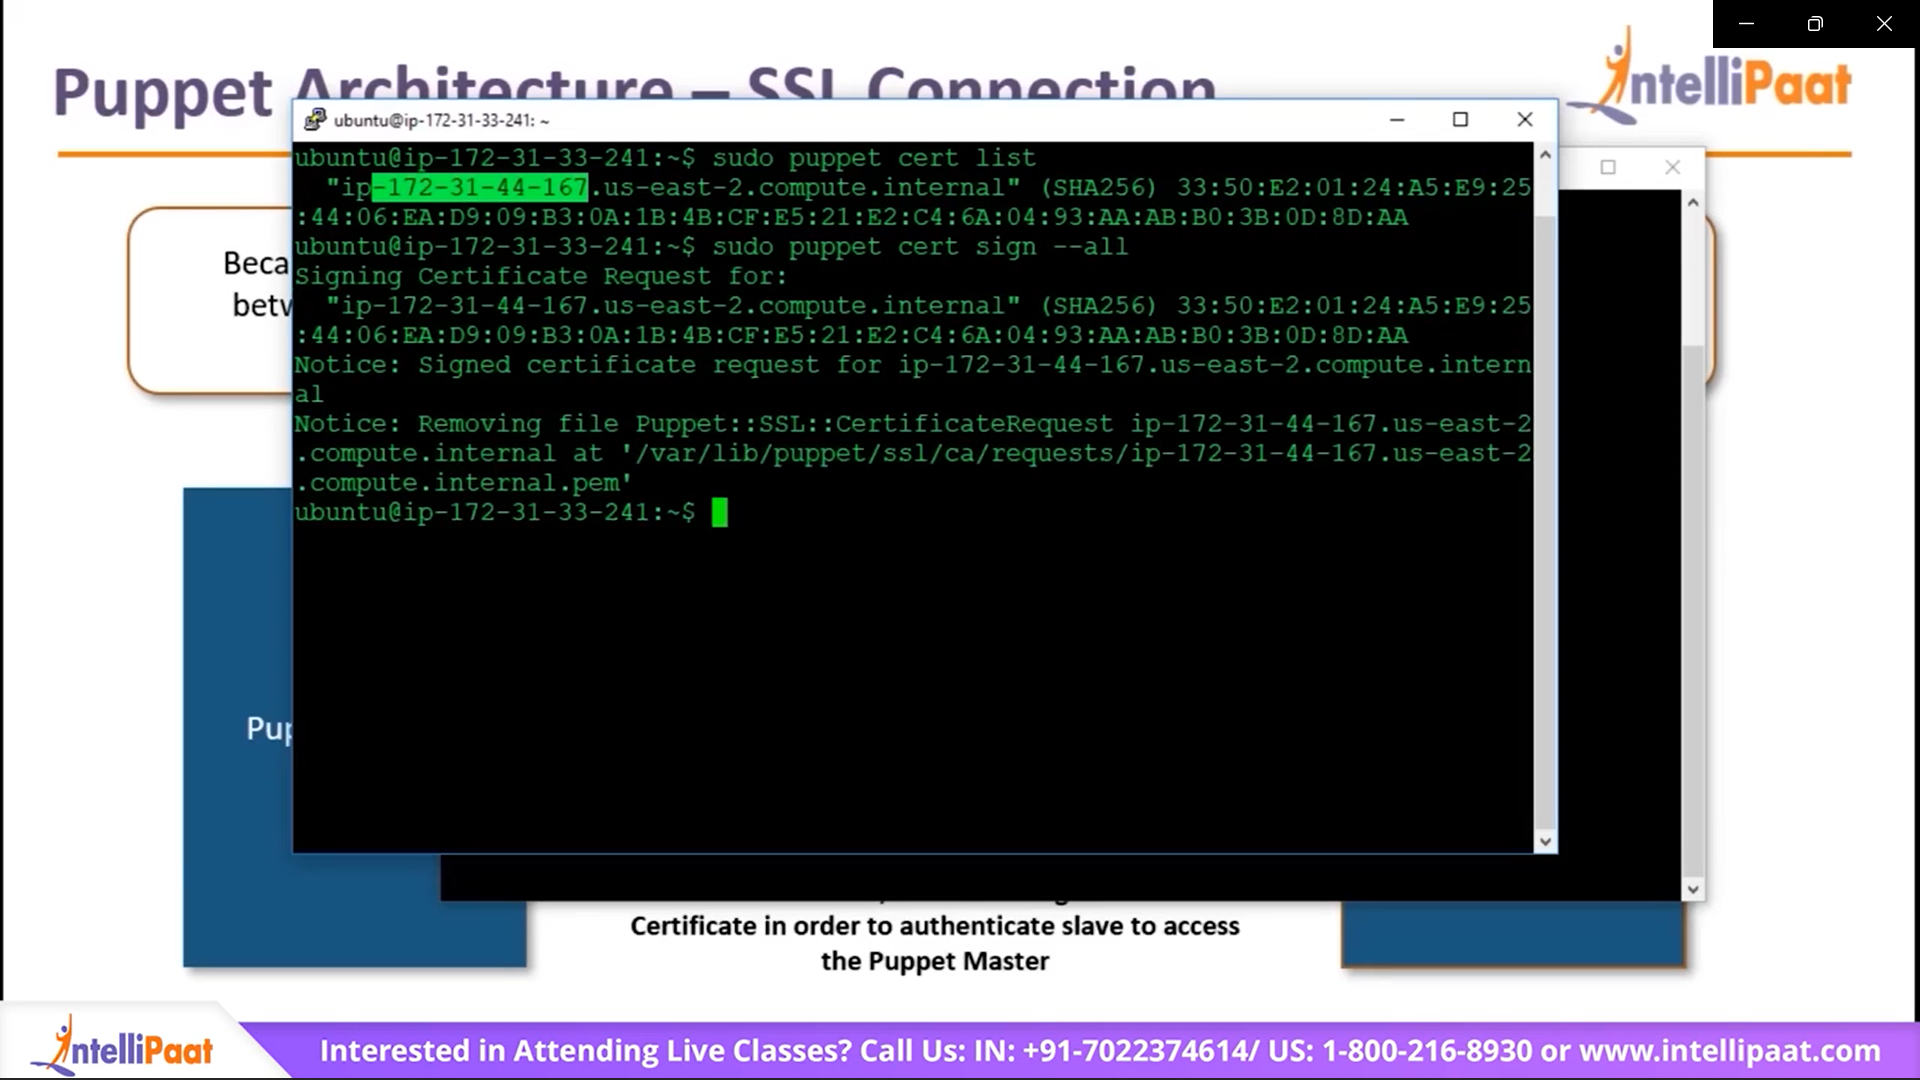 Puppet Architecture – SSL Connection
IntelliPaat
ubuntu@ip-172-31-33-241: ~
ubuntu@ip-172-31-33-241:~$ sudo puppet cert list
"ip-172-31-44-167.us-east-2.compute.internal" (SHA256) 33:50:E2:01:24:A5:E9:25
:44:06:EA:D9:09:B3:0A:1B:4B:CF:E5:21:E2:C4:6A:04:93:AA:AB:B0:3B:0D:8D:AA
ubuntu@ip-172-31-33-241:~$ sudo puppet cert sign --all
Signing Certificate Request for:
"ip-172-31-44-167.us-east-2.compute.internal" (SHA256) 33:50:E2:01:24:A5:E9:25
:44:06:EA:D9:09:B3:0A:1B:4B:CF:E5:21:E2:C4:6A:04:93:AA:AB:B0:3B:0D:8D:AA
Notice: Signed certificate request for ip-172-31-44-167.us-east-2.compute.intern
al
Notice: Removing file Puppet::SSL::CertificateRequest ip-172-31-44-167.us-east-2
.compute.internal at '/var/lib/puppet/ssl/ca/requests/ip-172-31-44-167.us-east-2
.compute.internal.pem'
ubuntu@ip-172-31-33-241:~$
Beca
betw
Pup
Certificate in order to authenticate slave to access
the Puppet Master
IntelliPaat
Interested in Attending Live Classes? Call Us: IN: +91-7022374614/ US: 1-800-216-8930 or www.intellipaat.com